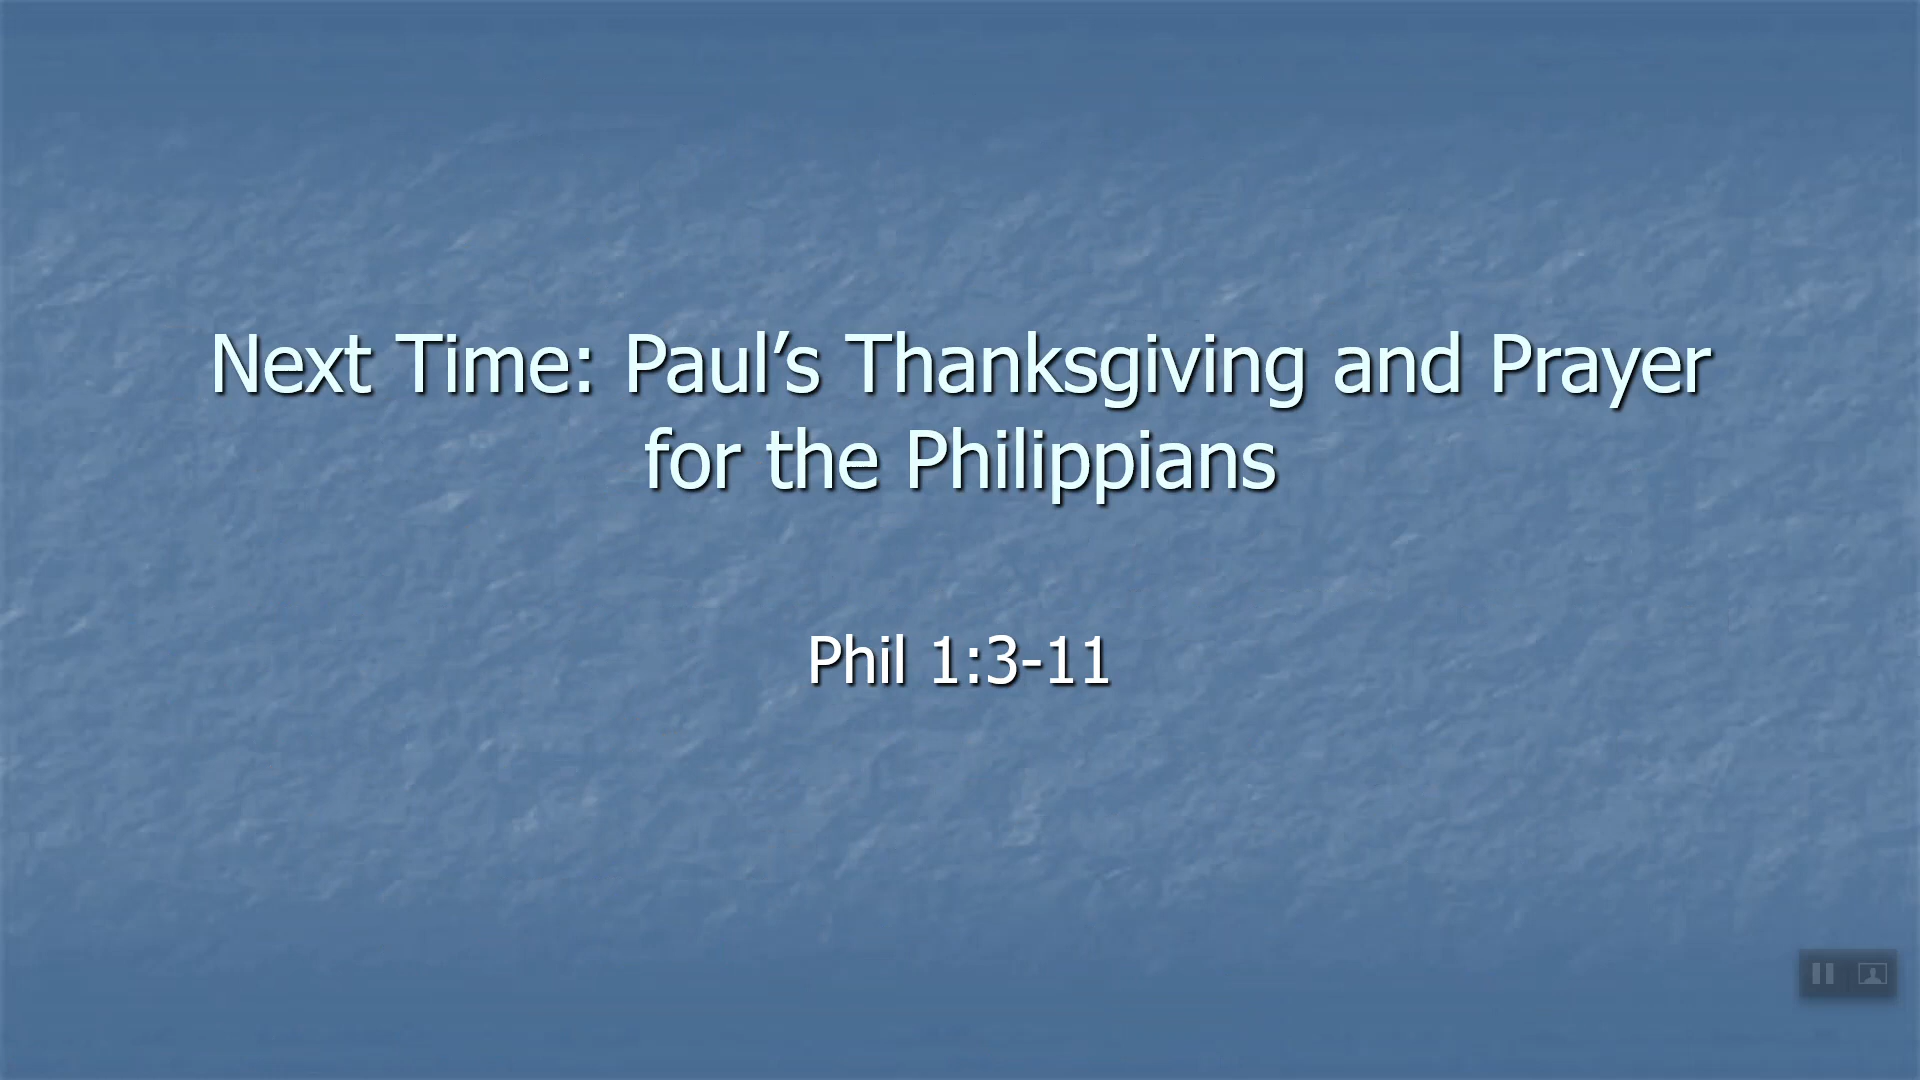 Next Time: Paul’s Thanksgiving and Prayer
for the Philippians
Phil 1:3-11